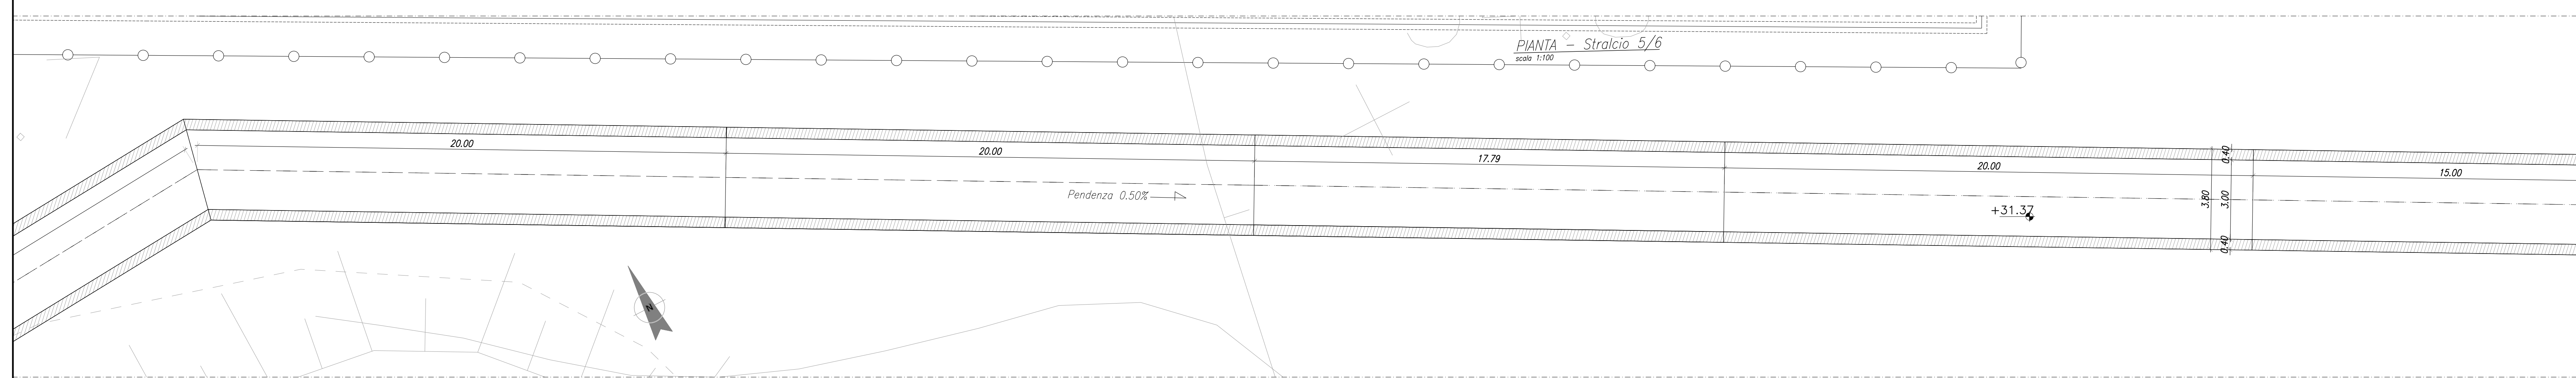 PIANTA - Stralcio 5/6
scala 1:100
20.00
20.00
17.79
20.00
15.00
0.40
3.80
3.00
0.40
Pendenza 0.50%
+31.37
N